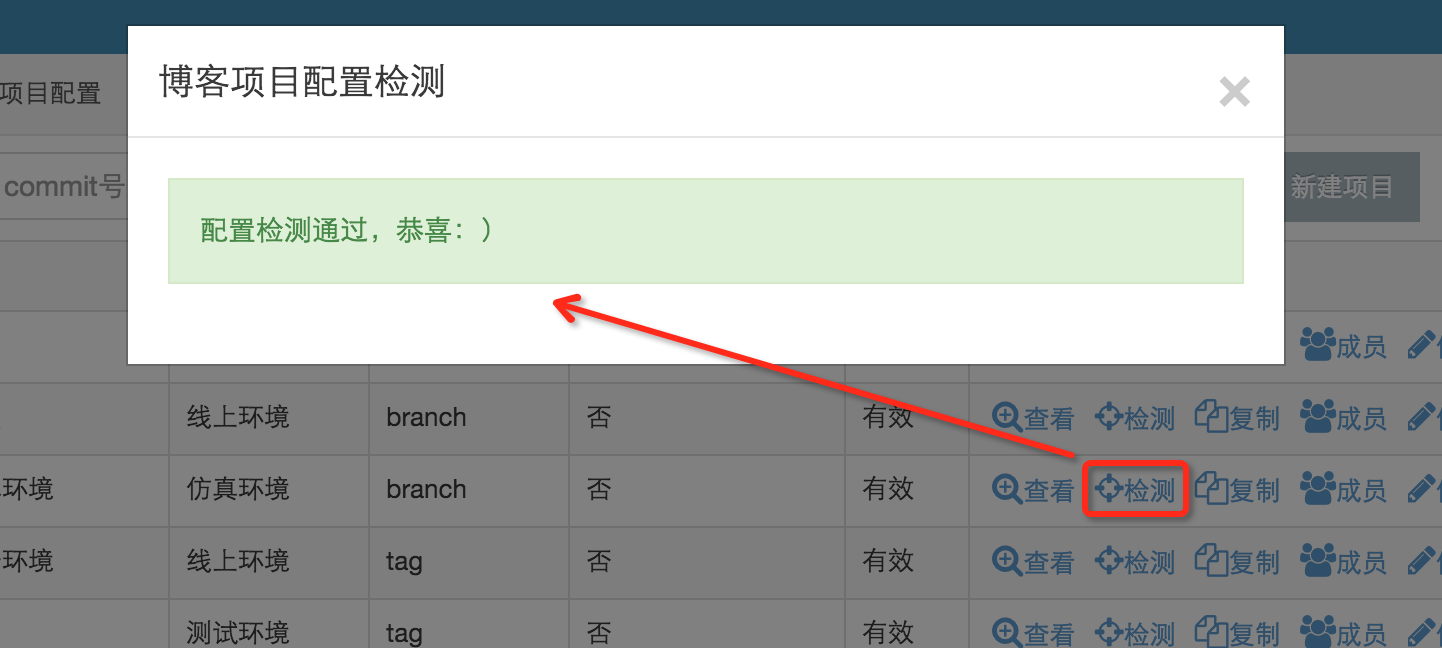 博客项目配置检测
项目配置
commit号
新建项目
配置检测通过，恭喜：）
成员
线上环境 branch 否 有效 查看 检测 复制 成员
环境 仿真环境 branch 否 有效 查看 检测 复制 成员
环境 线上环境 tag 否 有效 查看 检测 复制 成员
测试环境 tag 否 有效 查看 检测 复制 成员